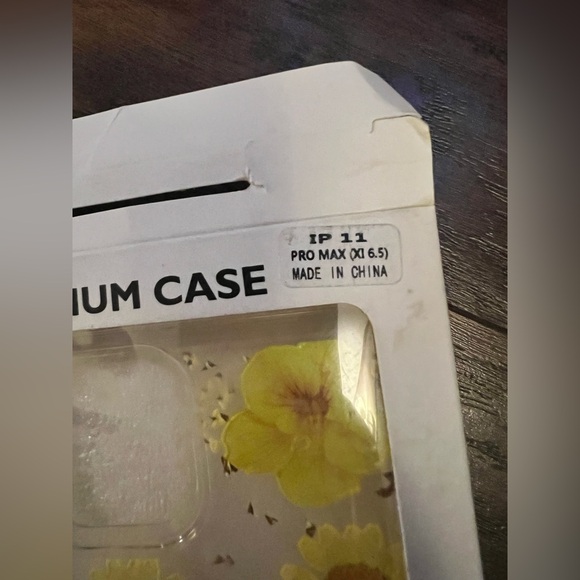 IP 11
PRO MAX (XI 6.5)
MADE IN CHINA
IUM CASE